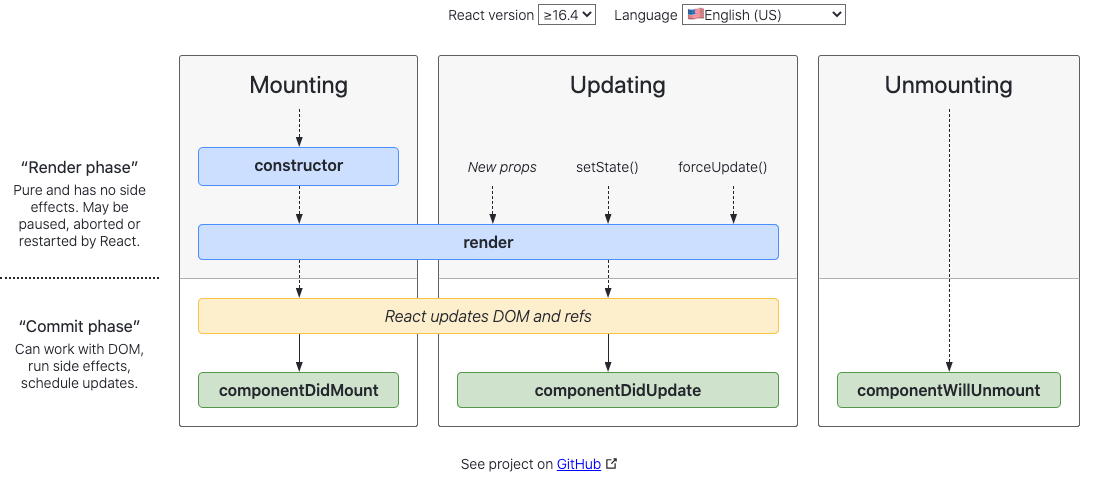 React version ≥16.4 Language 🇺🇸English (US)
Mounting Updating Unmounting
“Render phase”
Pure and has no side
effects. May be
paused, aborted or
restarted by React.
constructor
New props setState() forceUpdate()
render
“Commit phase”
Can work with DOM,
run side effects,
schedule updates.
React updates DOM and refs
componentDidMount componentDidUpdate componentWillUnmount
See project on GitHub